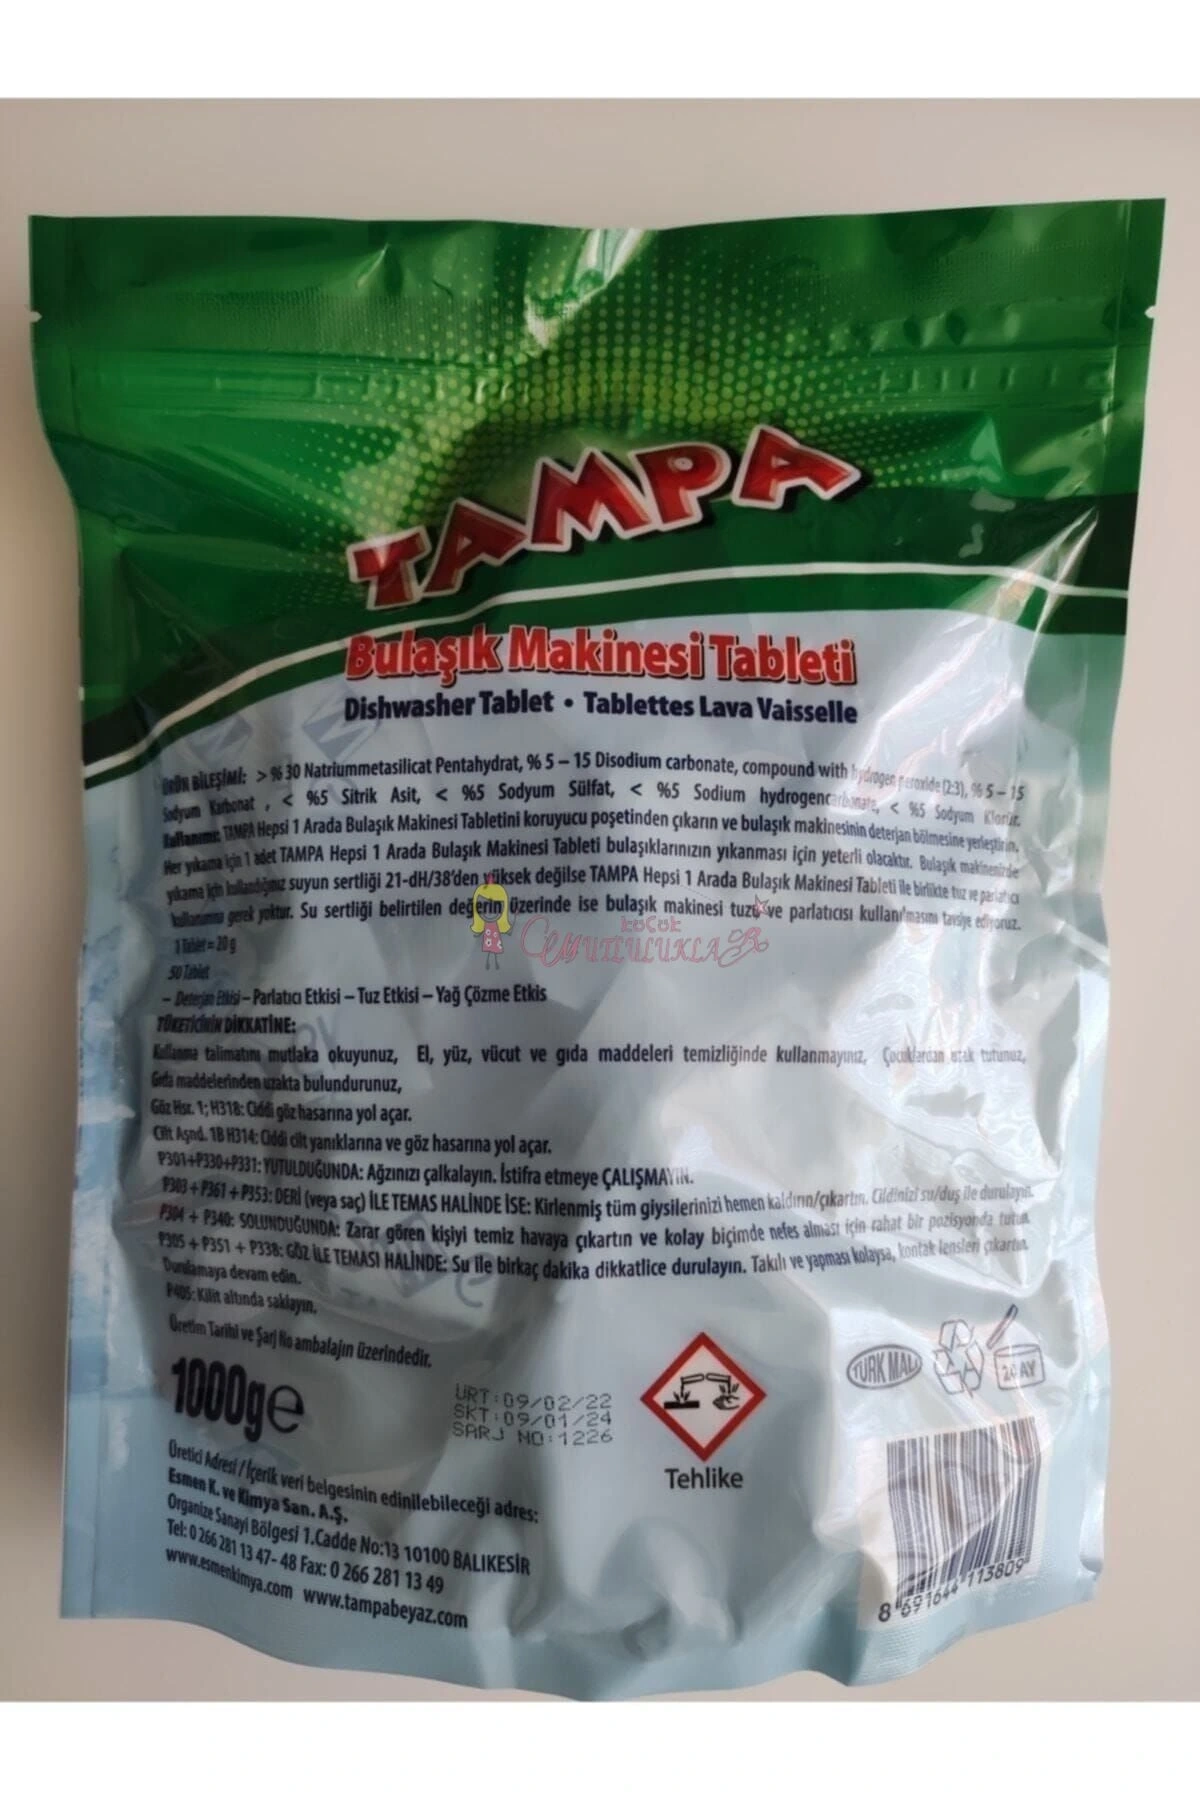 TAMPA
Bulaşık Makinesi Tableti
Dishwasher Tablet • Tablettes Lava Vaisselle
ÜRÜN BİLEŞİMİ: > % 30 Natriummetasilicat Pentahydrat, % 5 – 15 Disodium carbonate, compound with hydrogen peroxide (2:3), % 5 – 15
Sodyum Karbonat , < %5 Sitrik Asit, < %5 Sodyum Sülfat, < %5 Sodium hydrogencarbonate, < %5 Sodyum Klorür.
Kullanımı: TAMPA Hepsi 1 Arada Bulaşık Makinesi Tabletini koruyucu poşetinden çıkarın ve bulaşık makinesinin deterjan bölmesine yerleştirin.
Her yıkama için 1 adet TAMPA Hepsi 1 Arada Bulaşık Makinesi Tableti bulaşıklarınızın yıkanması için yeterli olacaktır. Bulaşık makinenizde
yıkama için kullandığınız suyun sertliği 21-dH/38'den yüksek değilse TAMPA Hepsi 1 Arada Bulaşık Makinesi Tableti ile birlikte tuz ve parlatıcı
kullanımına gerek yoktur. Su sertliği belirtilen değerin üzerinde ise bulaşık makinesi tuzu ve parlatıcısı kullanılmasını tavsiye ediyoruz.
1 Tablet = 20 g
50 Tablet
küçük
MUTLULUKLAR
– Deterjan Etkisi – Parlatıcı Etkisi – Tuz Etkisi – Yağ Çözme Etkis
TÜKETİCİNİN DİKKATİNE:
Kullanma talimatını mutlaka okuyunuz, El, yüz, vücut ve gıda maddeleri temizliğinde kullanmayınız, Çocuklardan uzak tutunuz,
Gıda maddelerinden uzakta bulundurunuz,
Göz Hsr. 1; H318: Ciddi göz hasarına yol açar.
Cilt Aşnd. 1B H314: Ciddi cilt yanıklarına ve göz hasarına yol açar.
P301+P330+P331: YUTULDUĞUNDA: Ağzınızı çalkalayın. İstifra etmeye ÇALIŞMAYIN.
P303 + P361 + P353: DERİ (veya saç) İLE TEMAS HALİNDE İSE: Kirlenmiş tüm giysilerinizi hemen kaldırın/çıkartın. Cildinizi su/duş ile durulayın.
P304 + P340: SOLUNDUĞUNDA: Zarar gören kişiyi temiz havaya çıkartın ve kolay biçimde nefes alması için rahat bir pozisyonda tutun.
P305 + P351 + P338: GÖZ İLE TEMASI HALİNDE: Su ile birkaç dakika dikkatlice durulayın. Takılı ve yapması kolaysa, kontak lensleri çıkartın.
Durulamaya devam edin.
P405: Kilit altında saklayın.
Üretim Tarihi ve Şarj No ambalajın üzerindedir.
1000g e
URT:09/02/22
SKT:09/01/24
SARJ NO:1226
Tehlike
TÜRK MALI
Üretici Adresi / İçerik veri belgesinin edinilebileceği adres:
Esmen K. ve Kimya San. A.Ş.
Organize Sanayi Bölgesi 1.Cadde No:13 10100 BALIKESİR
Tel: 0 266 281 13 47- 48 Fax: 0 266 281 13 49
www.esmenkimya.com www.tampabeyaz.com
8 691644 113809